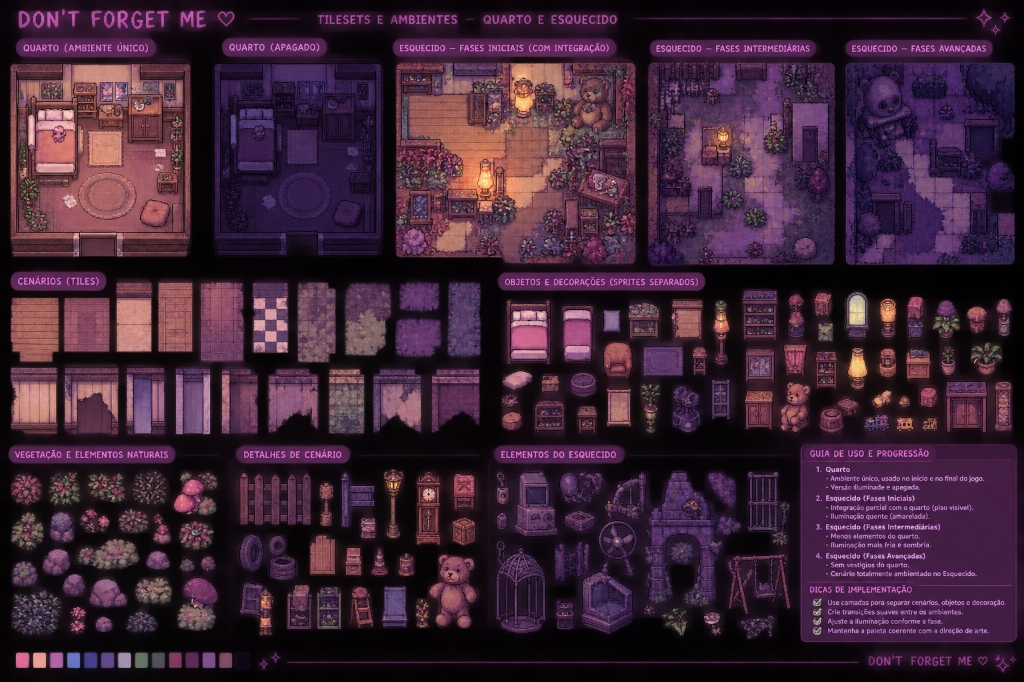 DON'T FORGET ME ♡
TILESETS E AMBIENTES — QUARTO E ESQUECIDO
QUARTO (AMBIENTE ÚNICO)
QUARTO (APAGADO)
ESQUECIDO — FASES INICIAIS (COM INTEGRAÇÃO)
ESQUECIDO — FASES INTERMEDIÁRIAS
ESQUECIDO — FASES AVANÇADAS
CENÁRIOS (TILES)
OBJETOS E DECORAÇÕES (SPRITES SEPARADOS)
VEGETAÇÃO E ELEMENTOS NATURAIS
DETALHES DE CENÁRIO
ELEMENTOS DO ESQUECIDO
GUIA DE USO E PROGRESSÃO
1. Quarto
• Ambiente único, usado no início e no final do jogo.
• Versão iluminada e apagada.
2. Esquecido (Fases Iniciais)
• Integração parcial com o quarto (piso visível).
• Iluminação quente (amarelada).
3. Esquecido (Fases Intermediárias)
• Menos elementos do quarto.
• Iluminação mais fria e sombria.
4. Esquecido (Fases Avançadas)
• Sem vestígios do quarto.
• Cenário totalmente ambientado no Esquecido.
DICAS DE IMPLEMENTAÇÃO
Use camadas para separar cenários, objetos e decoração.
Crie transições suaves entre os ambientes.
Ajuste a iluminação conforme a fase.
Mantenha a paleta coerente com a direção de arte.
DON'T FORGET ME ♡